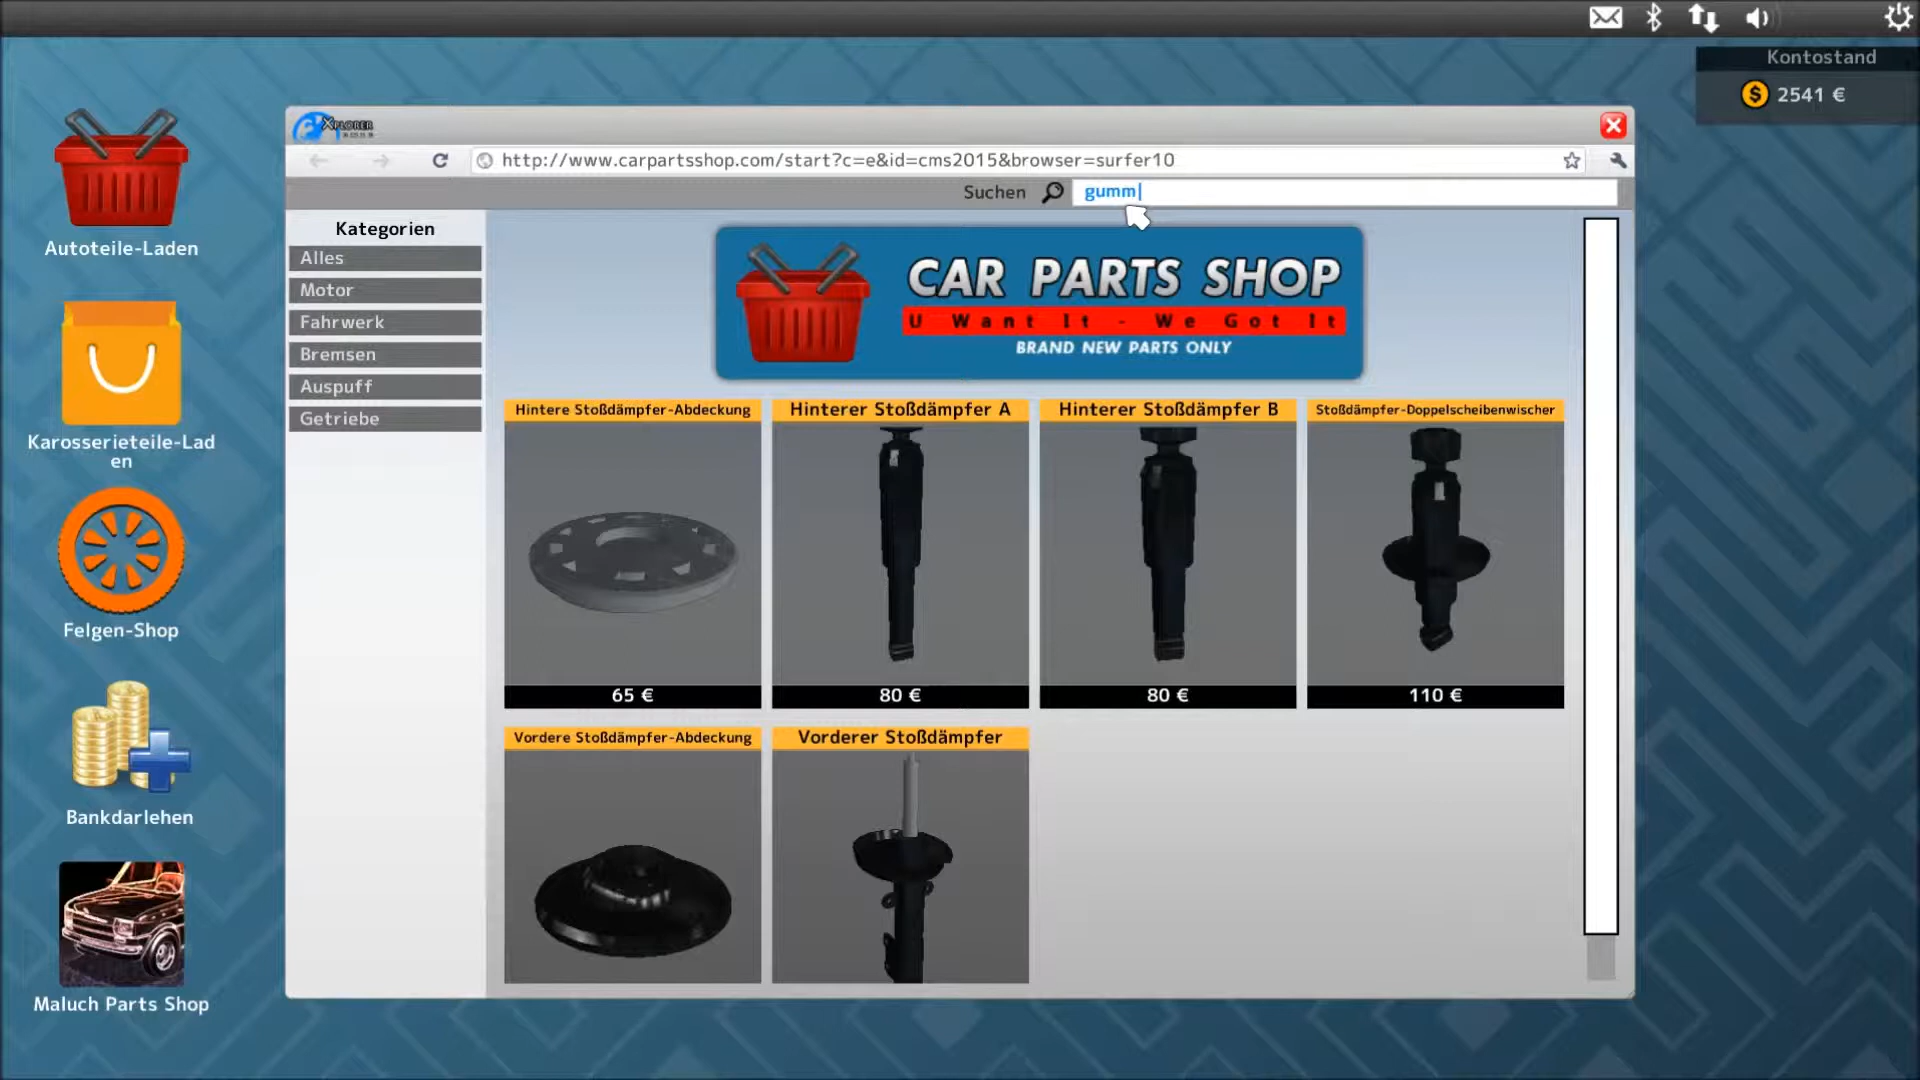 Kontostand
$ 2541 €
Autoteile-Laden
Karosserieteile-Lad
en
Felgen-Shop
Bankdarlehen
Maluch Parts Shop
XPLORER
http://www.carpartsshop.com/start?c=e&id=cms2015&browser=surfer10
Suchen gumm
Kategorien
Alles
Motor
Fahrwerk
Bremsen
Auspuff
Getriebe
CAR PARTS SHOP
U Want It - We Got It
BRAND NEW PARTS ONLY
Hintere Stoßdämpfer-Abdeckung
65 €
Hinterer Stoßdämpfer A
80 €
Hinterer Stoßdämpfer B
80 €
Stoßdämpfer-Doppelscheibenwischer
110 €
Vordere Stoßdämpfer-Abdeckung
Vorderer Stoßdämpfer